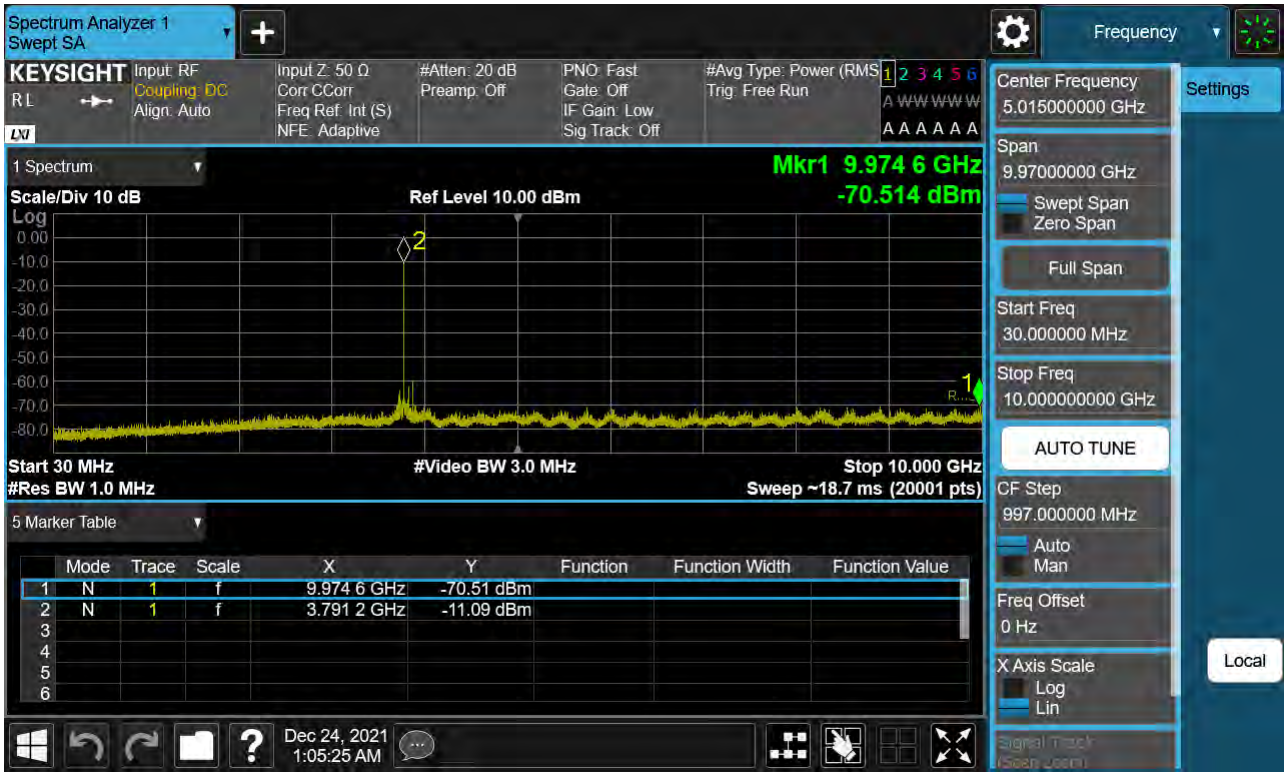 Spectrum Analyzer 1
Swept SA
Frequency
KEYSIGHT
RL
LXI
Input: RF
Coupling: DC
Align: Auto
Input Z: 50 Ω
Corr CCorr
Freq Ref: Int (S)
NFE: Adaptive
#Atten: 20 dB
Preamp: Off
PNO: Fast
Gate: Off
IF Gain: Low
Sig Track: Off
#Avg Type: Power (RMS
Trig: Free Run
1 2 3 4 5 6
A W W W W W
A A A A A A
1 Spectrum
Mkr1 9.974 6 GHz
-70.514 dBm
Scale/Div 10 dB
Ref Level 10.00 dBm
Log
0.00
-10.0
-20.0
-30.0
-40.0
-50.0
-60.0
-70.0
-80.0
2
1
Start 30 MHz
#Video BW 3.0 MHz
Stop 10.000 GHz
#Res BW 1.0 MHz
Sweep ~18.7 ms (20001 pts)
5 Marker Table
Mode Trace Scale X Y Function Function Width Function Value
1 N 1 f 9.974 6 GHz -70.51 dBm
2 N 1 f 3.791 2 GHz -11.09 dBm
3
4
5
6
Dec 24, 2021
1:05:25 AM
Center Frequency
5.015000000 GHz
Settings
Span
9.97000000 GHz
Swept Span
Zero Span
Full Span
Start Freq
30.000000 MHz
Stop Freq
10.000000000 GHz
AUTO TUNE
CF Step
997.000000 MHz
Auto
Man
Freq Offset
0 Hz
X Axis Scale
Log
Lin
Local
Signal Track
(Span Zoom)